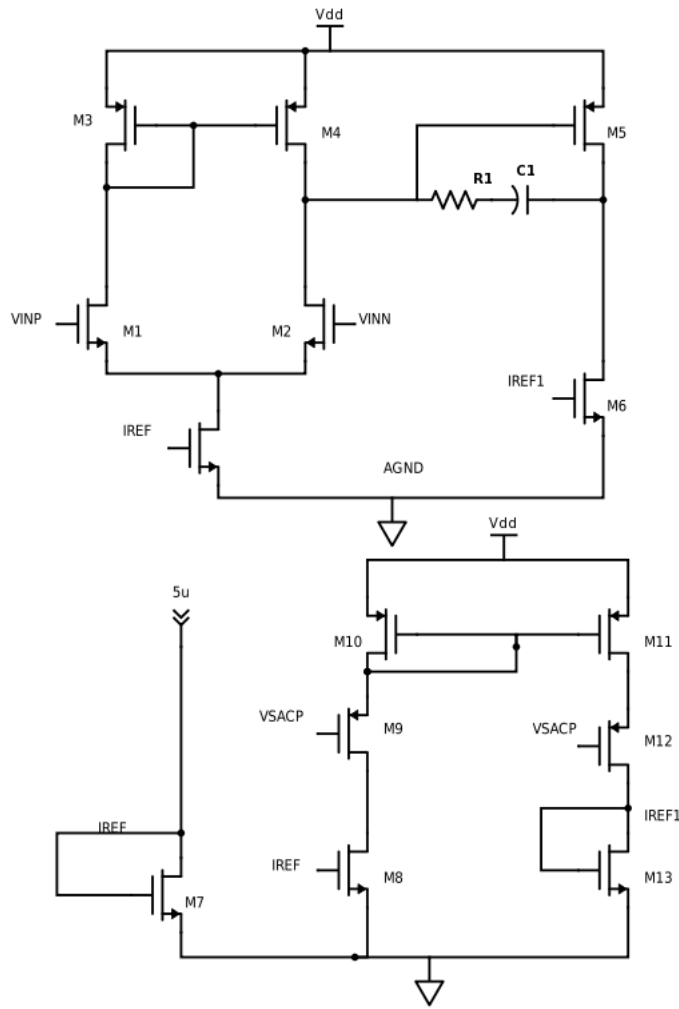 Vdd
M3
M4
M5
R1
C1
VINP
M1
M2
VINN
IREF1
M6
IREF
AGND
Vdd
5u
M10
M11
VSACP
M9
VSACP
M12
IREF
IREF1
IREF
M8
M13
M7